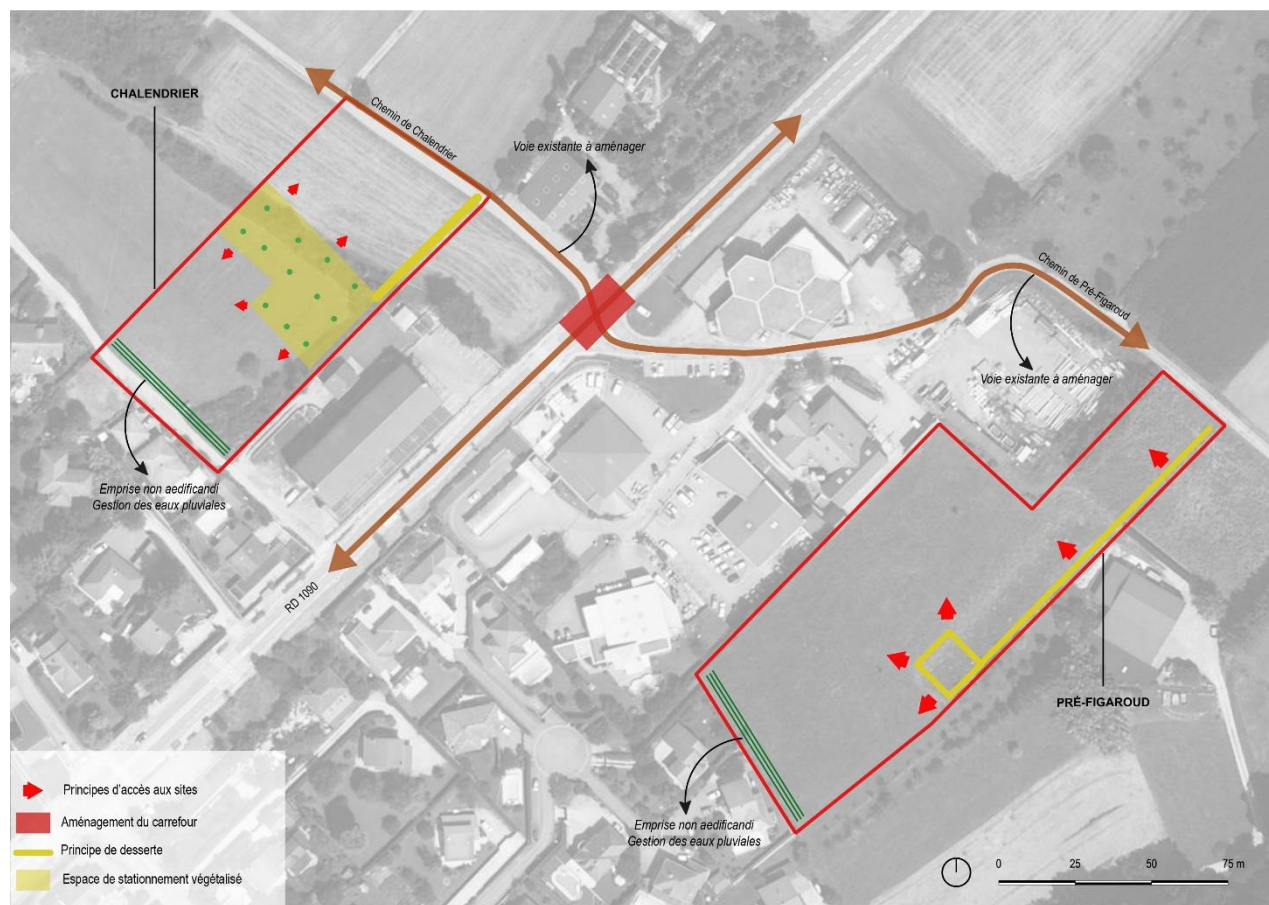 CHALENDRIER
Chemin de Chalendrier
Voie existante à aménager
Chemin de Pré-Figaroud
Voie existante à aménager
Emprise non aedificandi
Gestion des eaux pluviales
RD 1090
PRÉ-FIGAROUD
Emprise non aedificandi
Gestion des eaux pluviales
Principes d'accès aux sites
Aménagement du carrefour
Principe de desserte
Espace de stationnement végétalisé
0 25 50 75 m